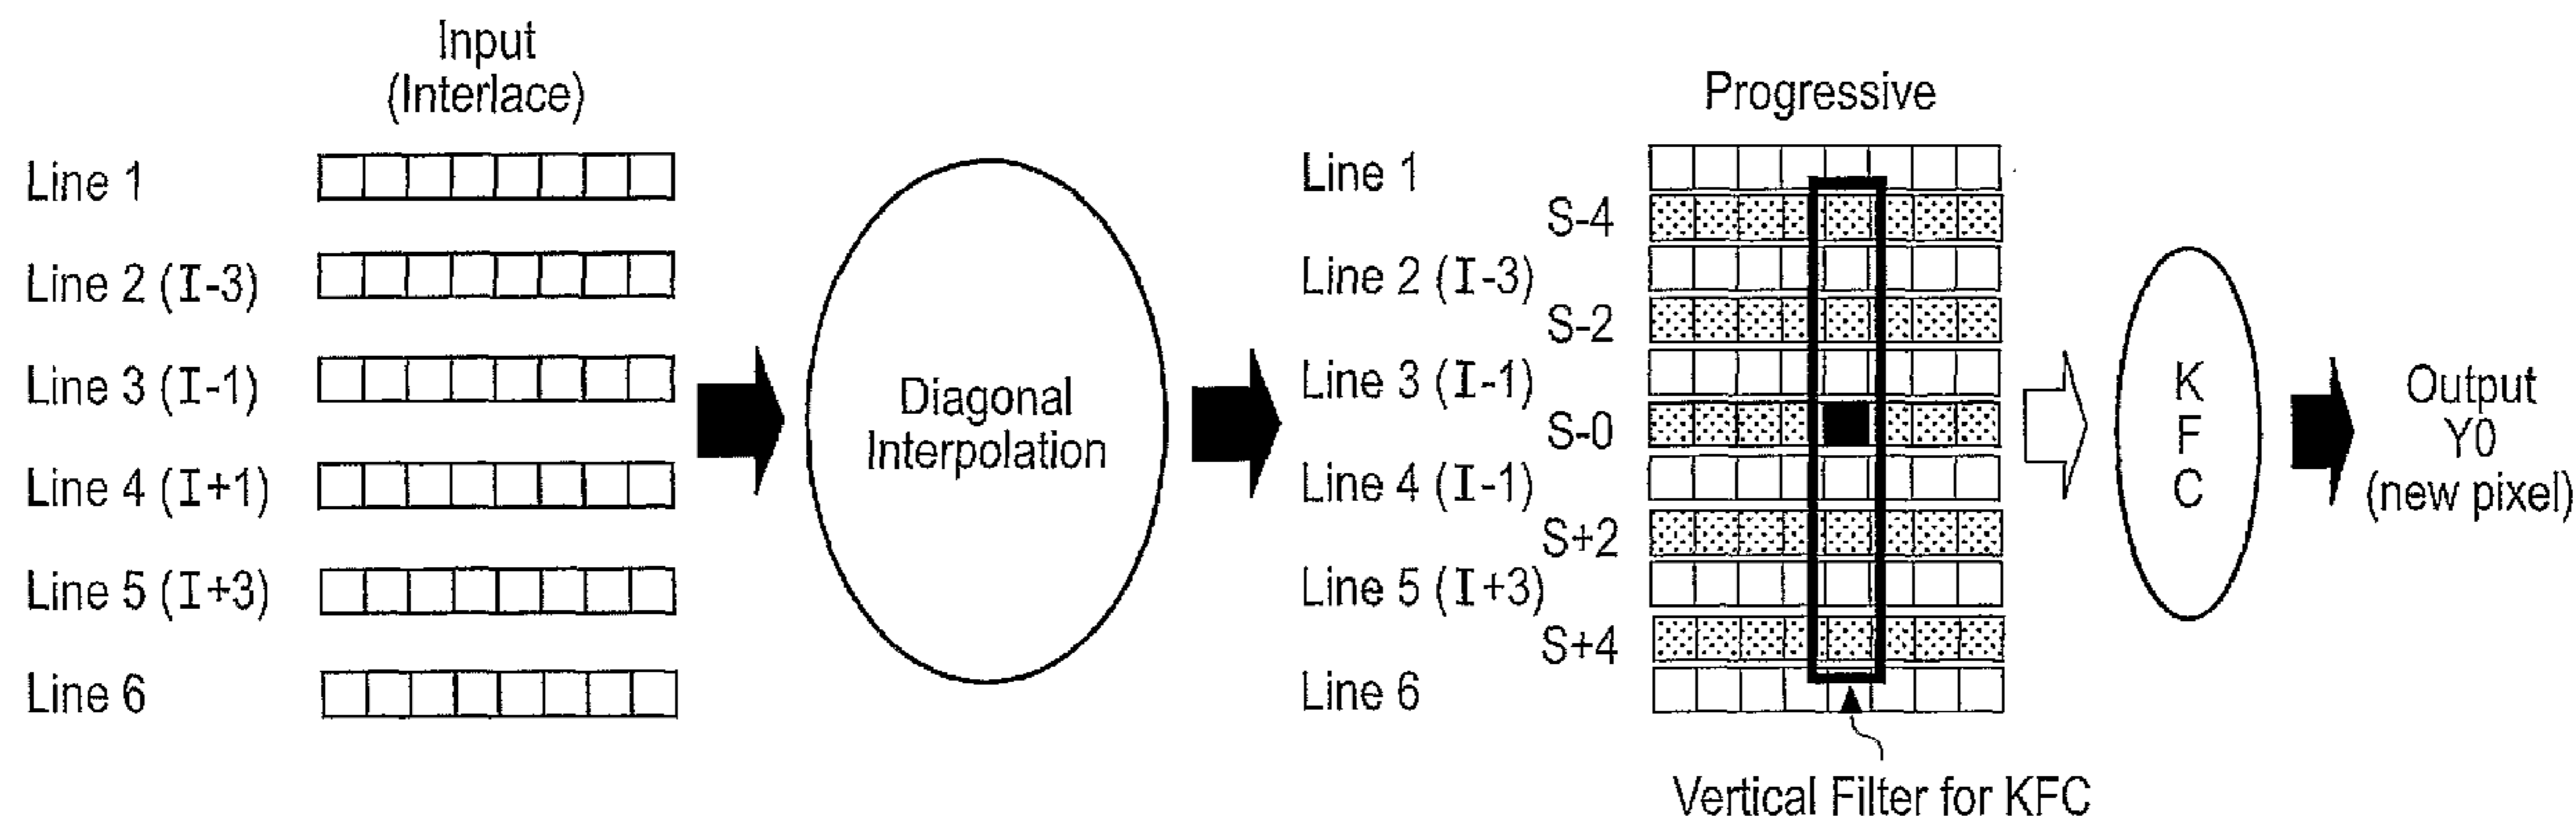 Input
(Interlace)
Line 1
Line 2 (I-3)
Line 3 (I-1)
Line 4 (I+1)
Line 5 (I+3)
Line 6
Diagonal
Interpolation
Progressive
Line 1
S-4
Line 2 (I-3)
S-2
Line 3 (I-1)
S-0
Line 4 (I-1)
S+2
Line 5 (I+3)
S+4
Line 6
Vertical Filter for KFC
K
F
C
Output
Y0
(new pixel)